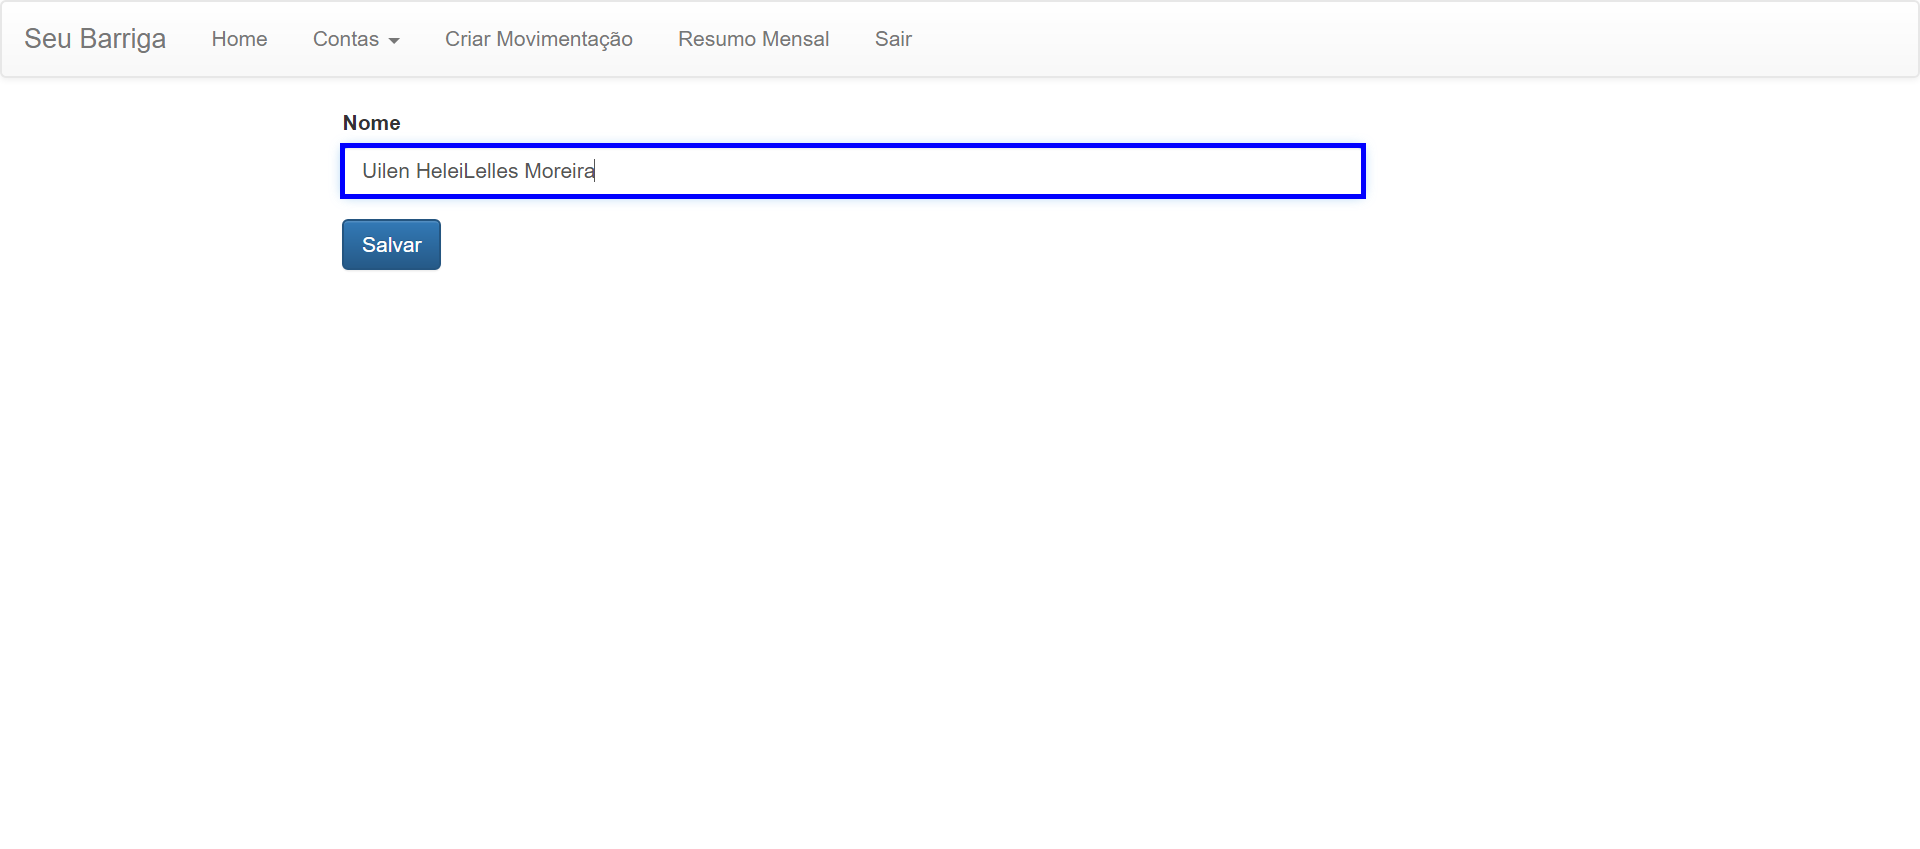 Seu Barriga Home Contas Criar Movimentação Resumo Mensal Sair
Nome
Uilen HeleiLelles Moreira
Salvar